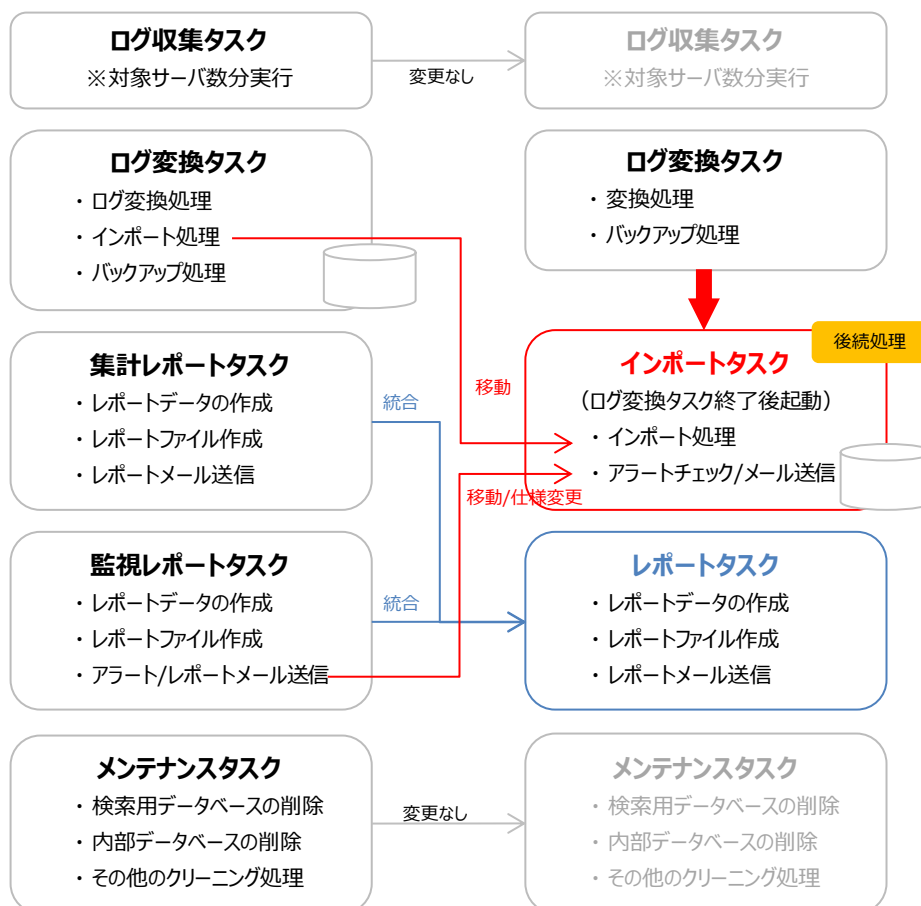 ログ収集タスク
※対象サーバ数分実行
変更なし
ログ収集タスク
※対象サーバ数分実行
ログ変換タスク
・ログ変換処理
・インポート処理
・バックアップ処理
ログ変換タスク
・変換処理
・バックアップ処理
集計レポートタスク
・レポートデータの作成
・レポートファイル作成
・レポートメール送信
統合
移動
移動/仕様変更
後続処理
インポートタスク
(ログ変換タスク終了後起動)
・インポート処理
・アラートチェック/メール送信
監視レポートタスク
・レポートデータの作成
・レポートファイル作成
・アラート/レポートメール送信
統合
レポートタスク
・レポートデータの作成
・レポートファイル作成
・レポートメール送信
メンテナンスタスク
・検索用データベースの削除
・内部データベースの削除
・その他のクリーニング処理
変更なし
メンテナンスタスク
・検索用データベースの削除
・内部データベースの削除
・その他のクリーニング処理